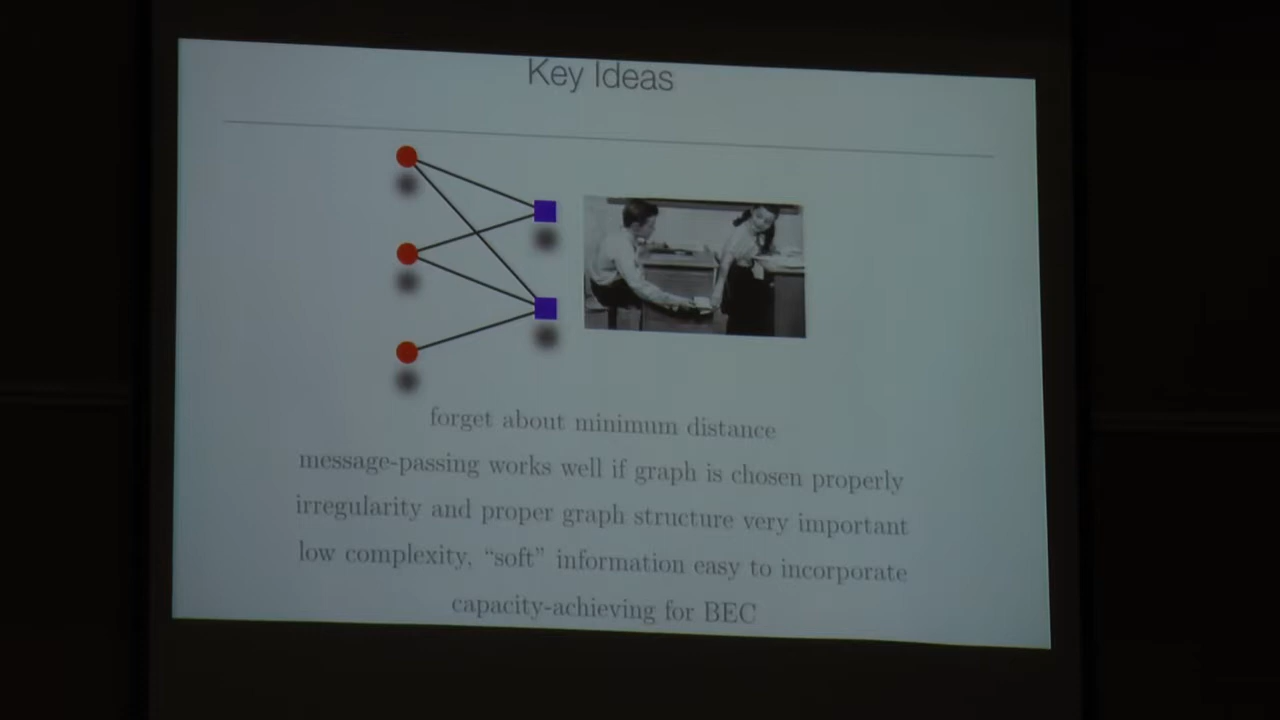 Key Ideas
forget about minimum distance
message-passing works well if graph is chosen properly
irregularity and proper graph structure very important
low complexity, “soft” information easy to incorporate
capacity-achieving for BEC